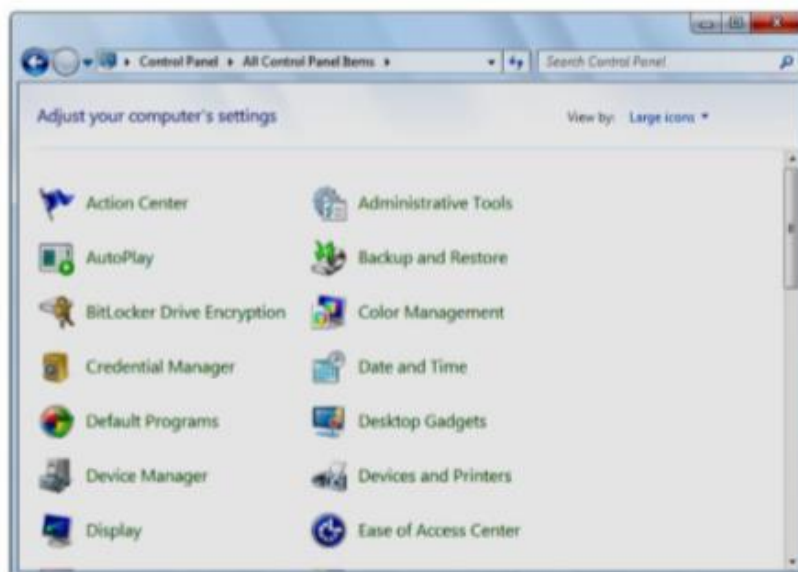 Control Panel All Control Panel Items Search Control Panel
Adjust your computer's settings View by: Large icons
Action Center Administrative Tools
AutoPlay Backup and Restore
BitLocker Drive Encryption Color Management
Credential Manager Date and Time
Default Programs Desktop Gadgets
Device Manager Devices and Printers
Display Ease of Access Center